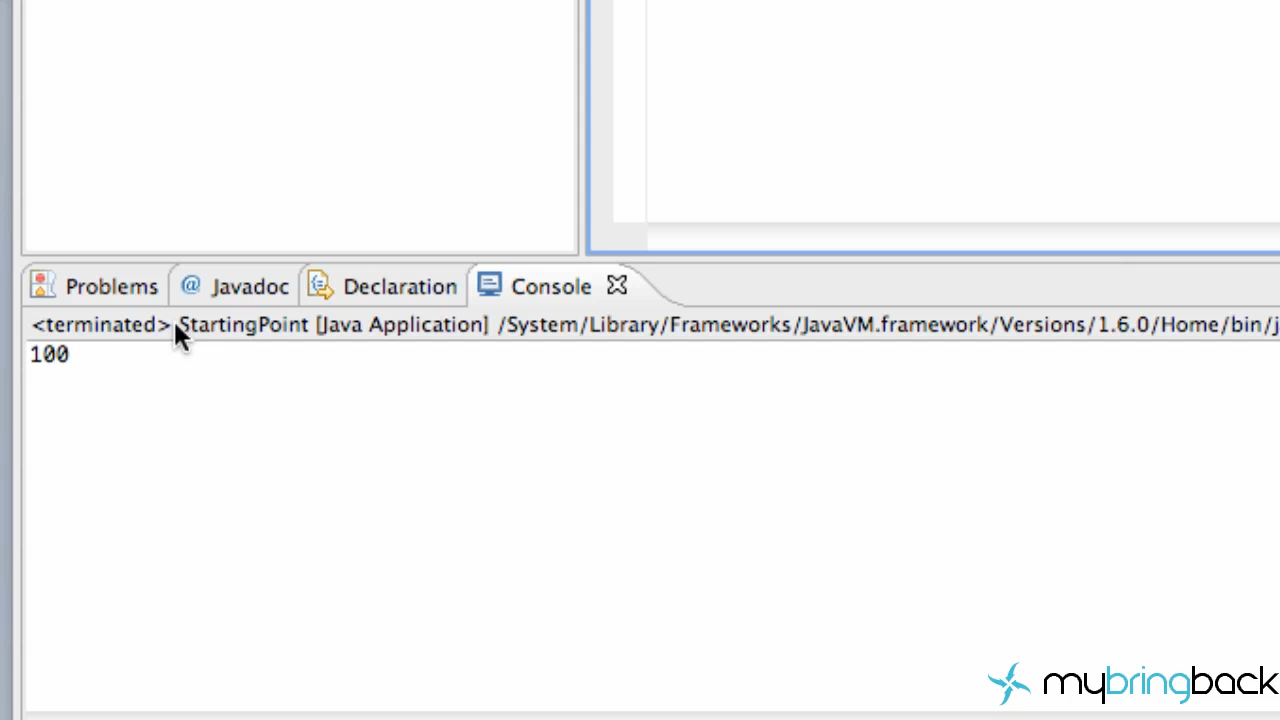 Problems @ Javadoc Declaration Console
<terminated> StartingPoint [Java Application] /System/Library/Frameworks/JavaVM.framework/Versions/1.6.0/Home/bin/j
100
mybringback